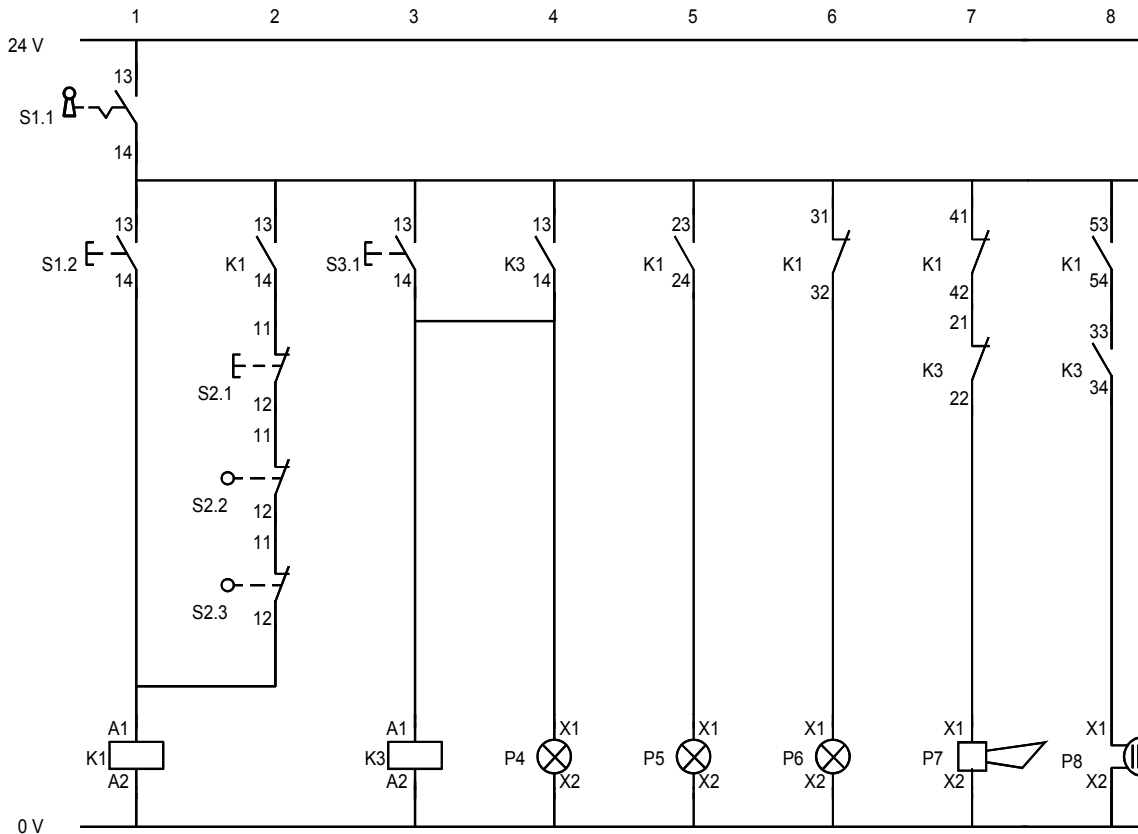 1 2 3 4 5 6 7 8
24 V
13
S1.1
14
13 13 13 13 23 31 41 53
S1.2 K1 S3.1 K3 K1 K1 K1 K1
14 14 14 14 24 32 42 54
11 21 33
S2.1 K3 K3
12 22 34
11
S2.2
12
11
S2.3
12
A1 A1 X1 X1 X1 X1 X1
K1 K3 P4 P5 P6 P7 P8
A2 A2 X2 X2 X2 X2 X2
0 V